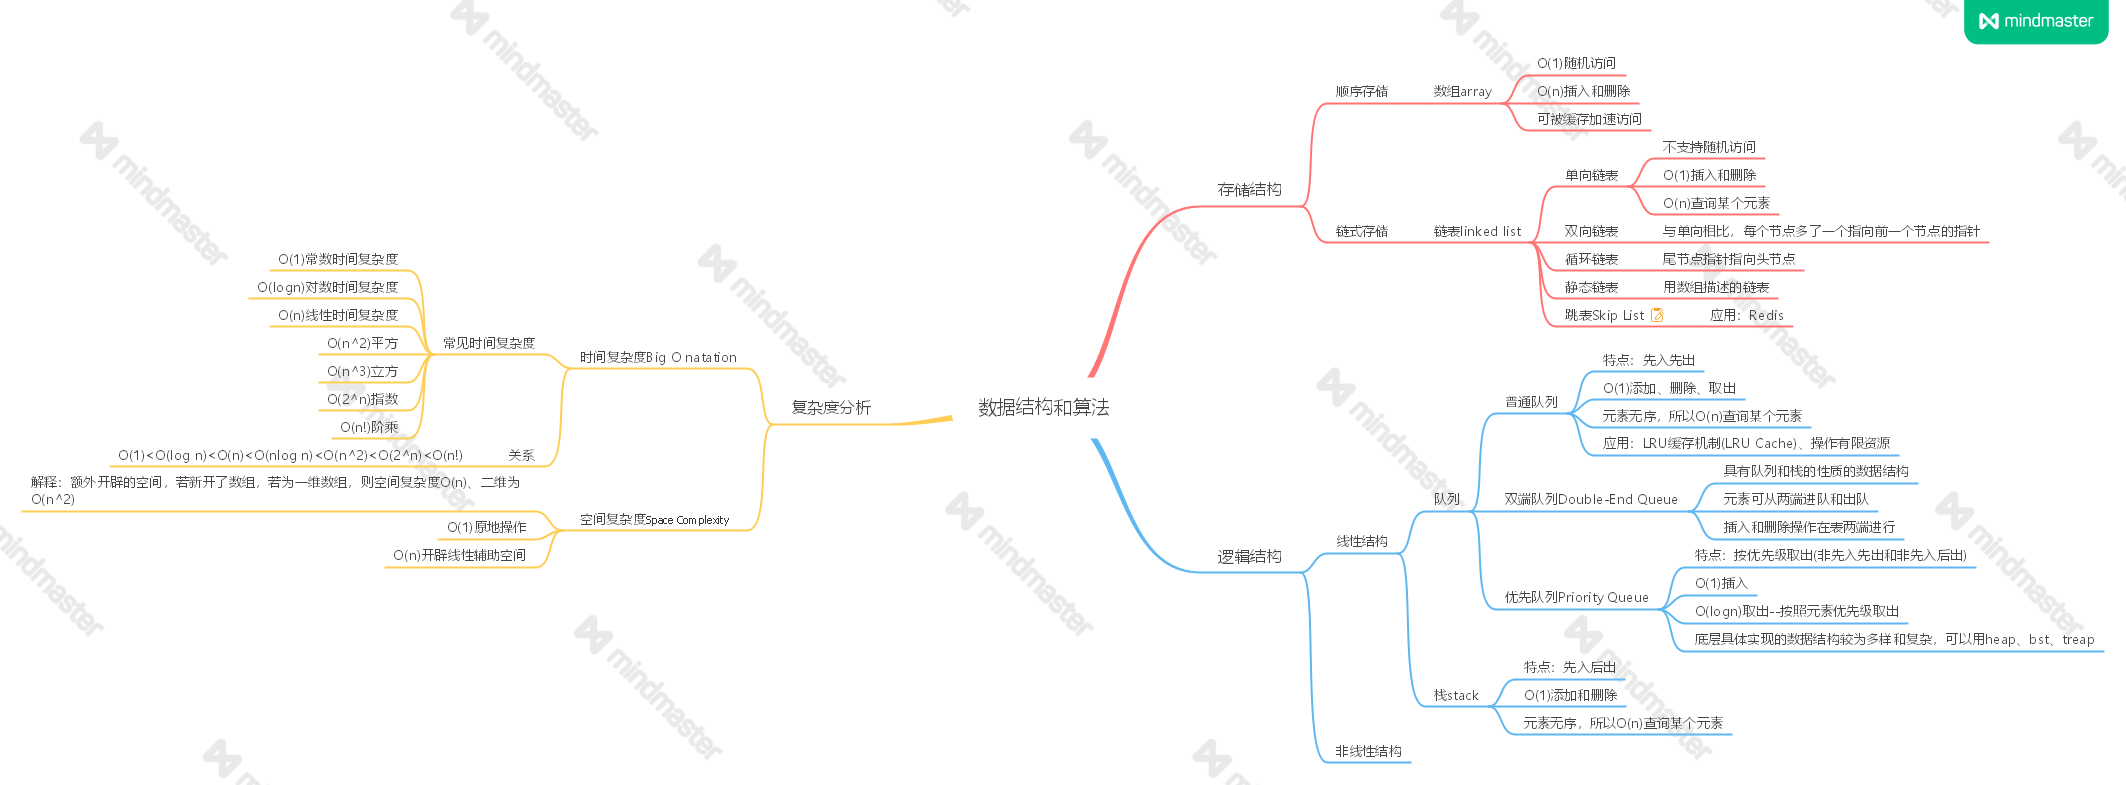 mindmaster
数据结构和算法
存储结构
顺序存储
数组array
O(1)随机访问
O(n)插入和删除
可被缓存加速访问
链式存储
链表linked list
单向链表
不支持随机访问
O(1)插入和删除
O(n)查询某个元素
双向链表
与单向相比，每个节点多了一个指向前一个节点的指针
循环链表
尾节点指针指向头节点
静态链表
用数组描述的链表
跳表Skip List
应用：Redis
逻辑结构
线性结构
队列
普通队列
特点：先入先出
O(1)添加、删除、取出
元素无序，所以O(n)查询某个元素
应用：LRU缓存机制(LRU Cache)、操作有限资源
双端队列Double-End Queue
具有队列和栈的性质的数据结构
元素可从两端进队和出队
插入和删除操作在表两端进行
优先队列Priority Queue
特点：按优先级取出(非先入先出和非先入后出)
O(1)插入
O(logn)取出--按照元素优先级取出
底层具体实现的数据结构较为多样和复杂，可以用heap、bst、treap
栈stack
特点：先入后出
O(1)添加和删除
元素无序，所以O(n)查询某个元素
非线性结构
复杂度分析
时间复杂度Big O natation
常见时间复杂度
O(1)常数时间复杂度
O(logn)对数时间复杂度
O(n)线性时间复杂度
O(n^2)平方
O(n^3)立方
O(2^n)指数
O(n!)阶乘
关系
O(1)<O(log n)<O(n)<O(nlog n)<O(n^2)<O(2^n)<O(n!)
空间复杂度Space Complexity
解释：额外开辟的空间，若新开了数组，若为一维数组，则空间复杂度O(n)、二维为
O(n^2)
O(1)原地操作
O(n)开辟线性辅助空间